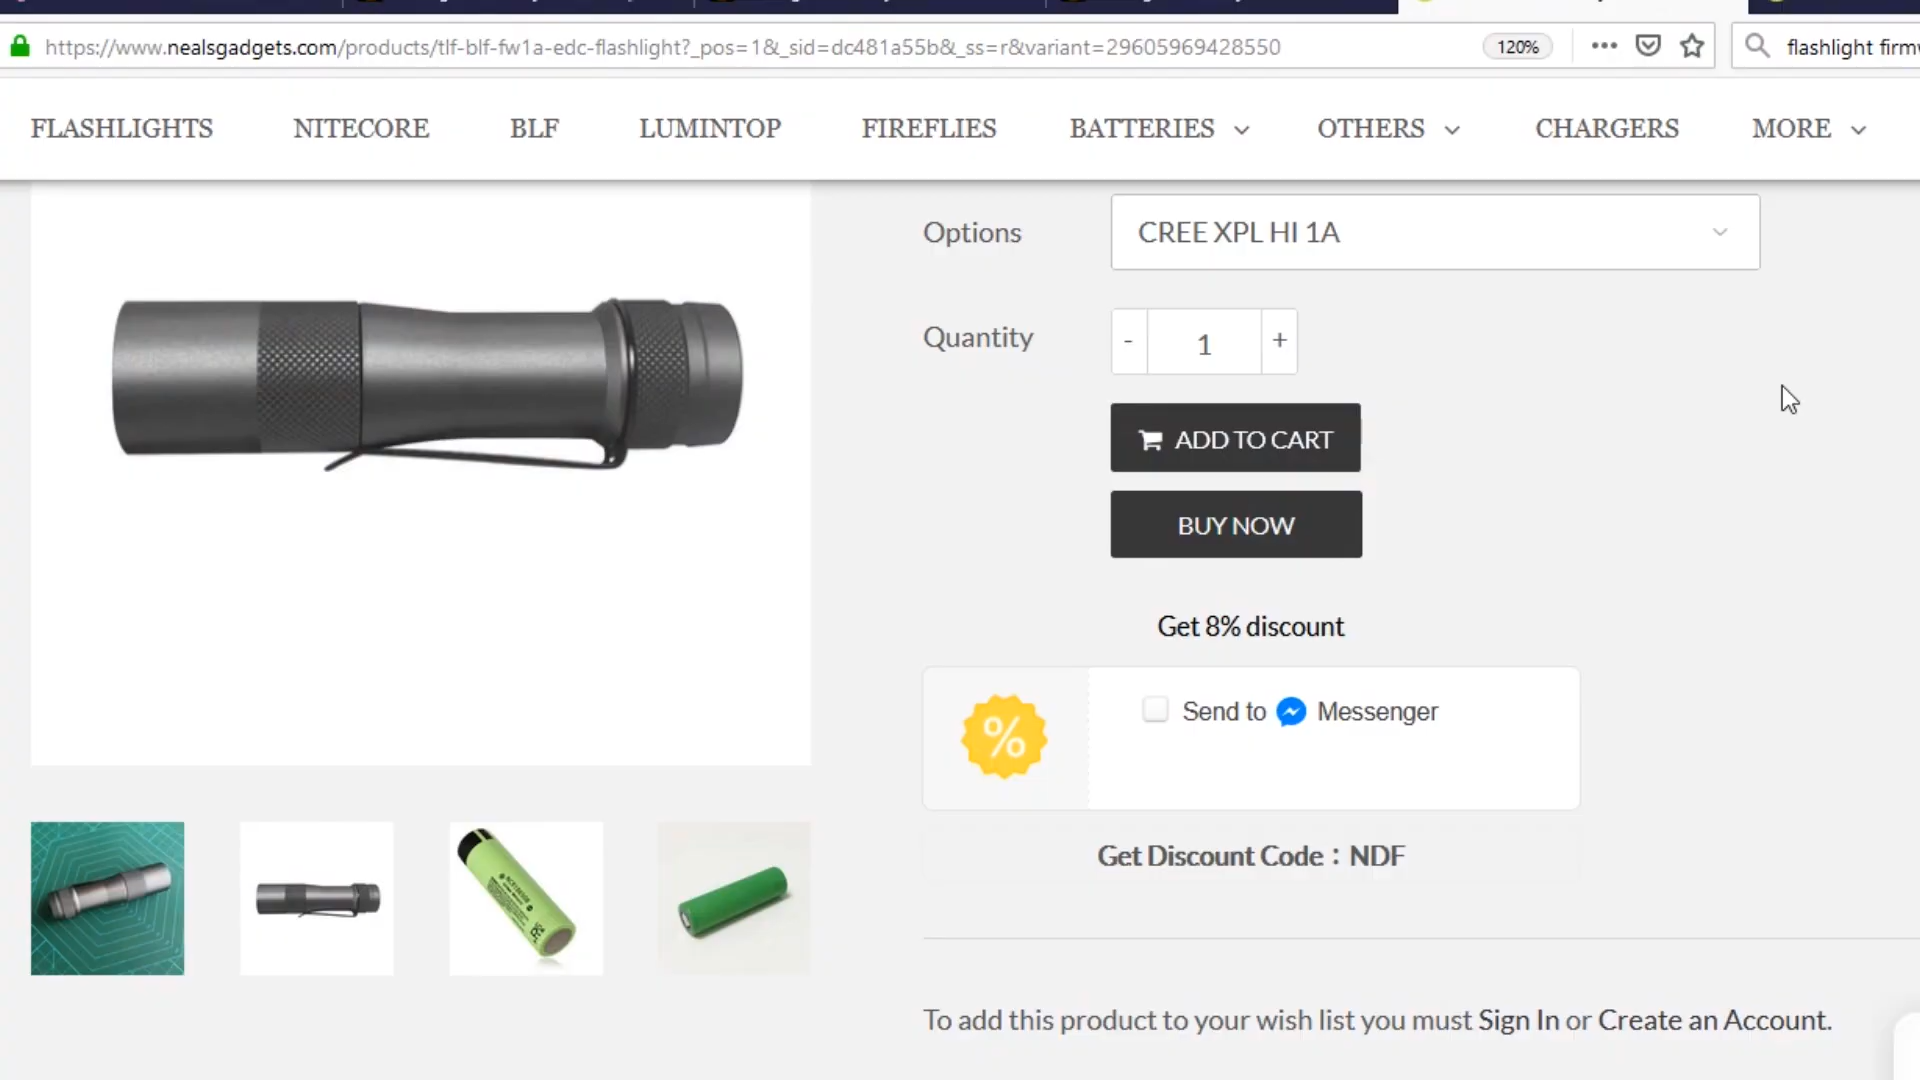 https://www.nealsgadgets.com/products/tlf-blf-fw1a-edc-flashlight?_pos=1&_sid=dc481a55b&_ss=r&variant=29605969428550
120%
flashlight firmw
FLASHLIGHTS NITECORE BLF LUMINTOP FIREFLIES BATTERIES OTHERS CHARGERS MORE
Options CREE XPL HI 1A
Quantity - 1 +
ADD TO CART
BUY NOW
Get 8% discount
% Send to Messenger
Get Discount Code：NDF
To add this product to your wish list you must Sign In or Create an Account.